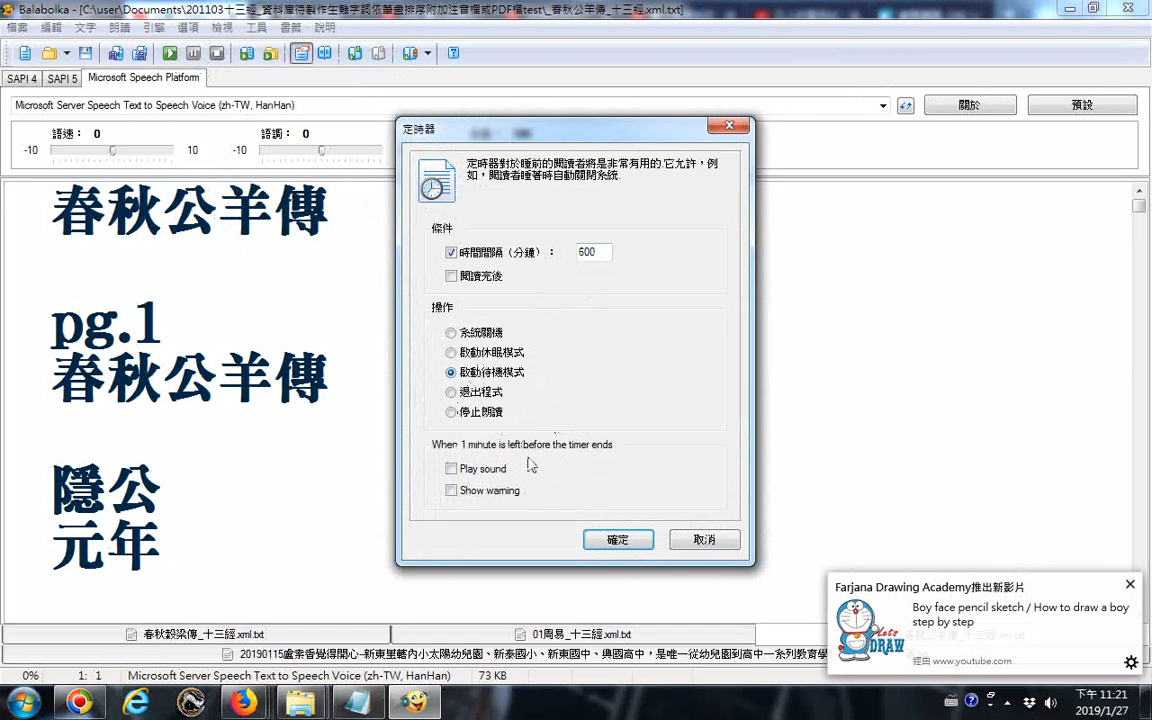 Balabolka - [C:\user\Documents\201103十三經_資料庫待製作生難字詞依筆畫排序附加注音檔或PDF檔test\_春秋公羊傳_十三經.xml.txt]
檔案 編輯 文字 朗讀 引擎 選項 檢視 工具 書籤 說明
SAPI 4 SAPI 5 Microsoft Speech Platform
Microsoft Server Speech Text to Speech Voice (zh-TW, HanHan) 關於 預設
語速： 0 語調： 0
-10 10 -10
定時器
定時器對於睡前的閱讀者將是非常有用的.它允許，例
如，閱讀者睡著時自動關閉系統.
條件
時間間隔（分鐘）： 600
閱讀完後
操作
系統關機
啟動休眠模式
啟動待機模式
退出程式
停止朗讀
When 1 minute is left before the timer ends
Play sound
Show warning
確定 取消
春秋公羊傳
pg.1
春秋公羊傳
隱公
元年
Farjana Drawing Academy推出新影片
Boy face pencil sketch / How to draw a boy
step by step
Let's
DRAW
經由 www.youtube.com
春秋穀梁傳_十三經.xml.txt 01周易_十三經.xml.txt
20190115盧素香覺得開心-新東里轄內小太陽幼兒園、新泰國小、新東國中、興國高中，是唯一從幼兒園到高中一系列教育學
0% 1: 1 Microsoft Server Speech Text to Speech Voice (zh-TW, HanHan) 73 KB
下午 11:21
2019/1/27